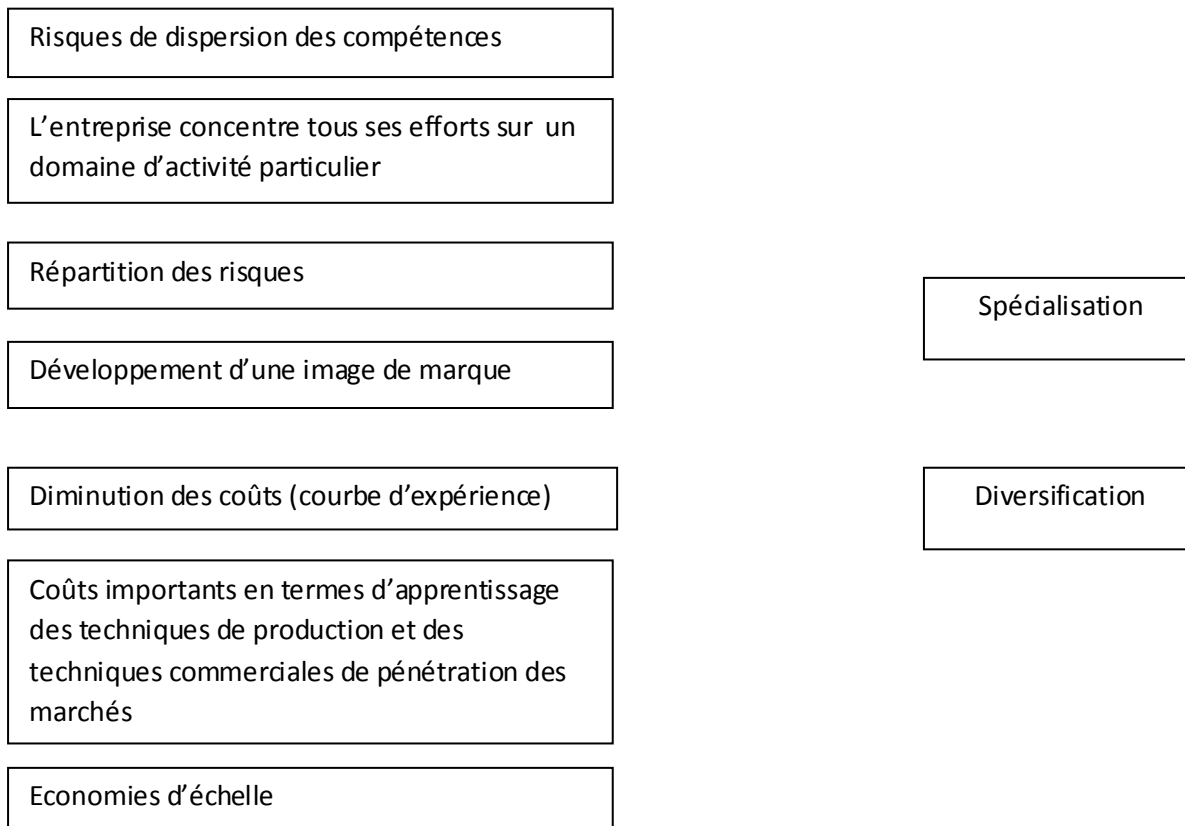 Risques de dispersion des compétences
L’entreprise concentre tous ses efforts sur un
domaine d’activité particulier
Répartition des risques
Spécialisation
Développement d’une image de marque
Diminution des coûts (courbe d’expérience)
Diversification
Coûts importants en termes d’apprentissage
des techniques de production et des
techniques commerciales de pénétration des
marchés
Economies d’échelle